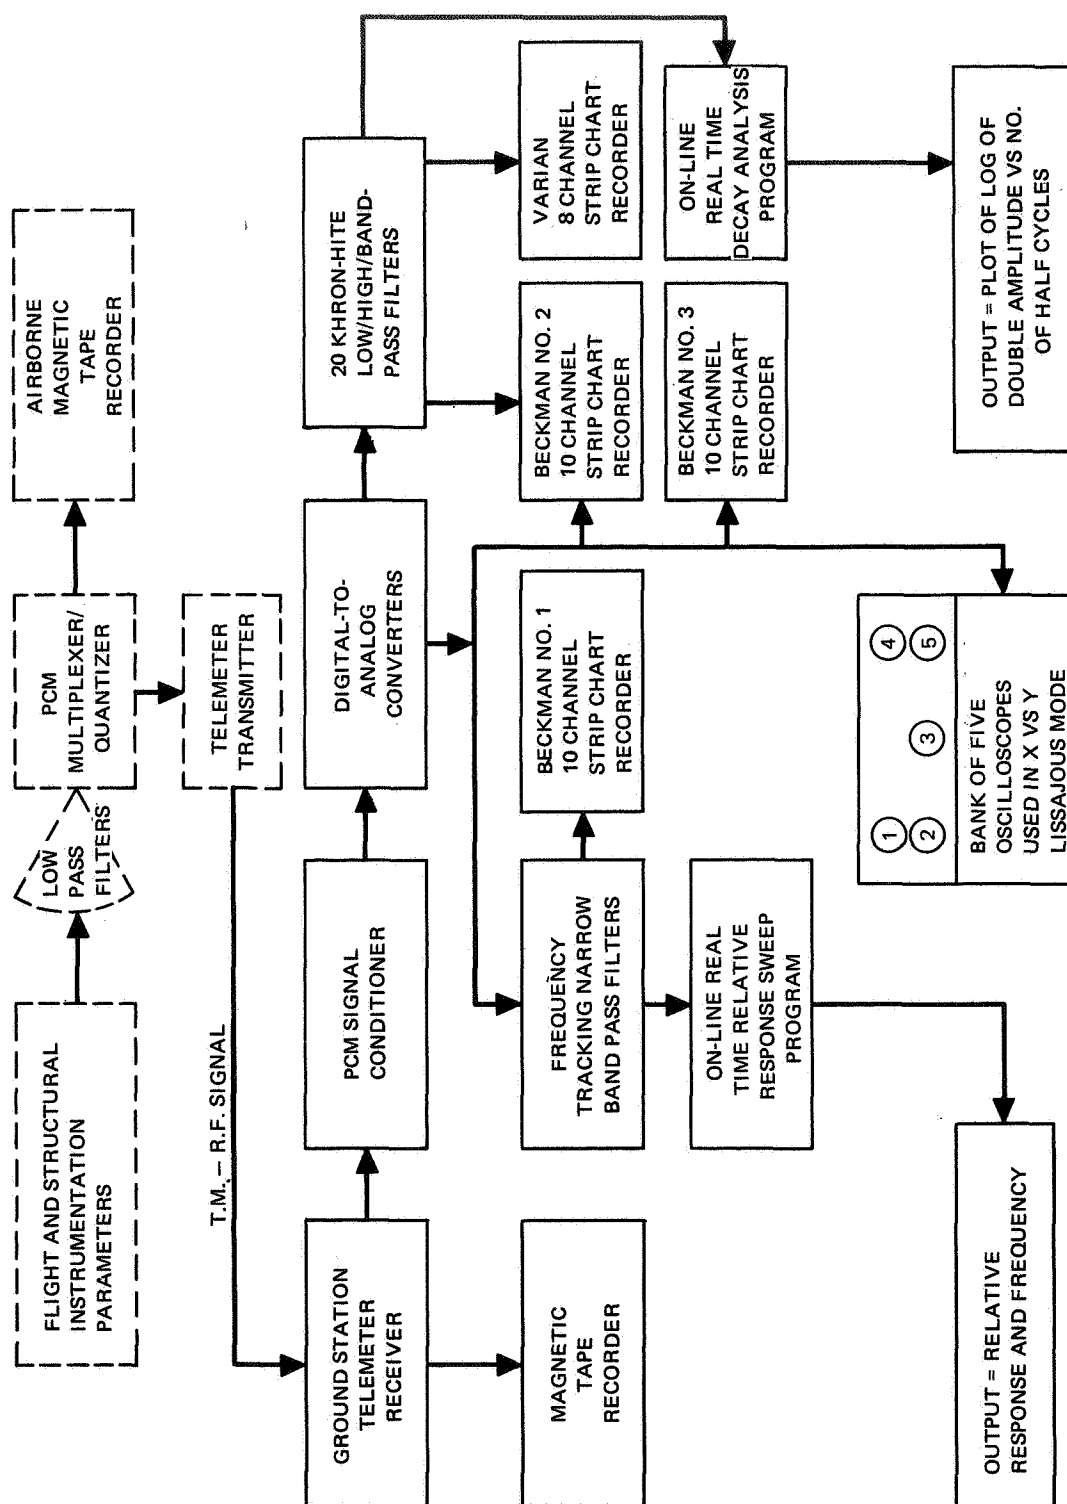 FLIGHT AND STRUCTURAL
INSTRUMENTATION
PARAMETERS
LOW
PASS
FILTERS
PCM
MULTIPLEXER/
QUANTIZER
AIRBORNE
MAGNETIC
TAPE
RECORDER
TELEMETER
TRANSMITTER
T.M. – R.F. SIGNAL
GROUND STATION
TELEMETER
RECEIVER
PCM SIGNAL
CONDITIONER
DIGITAL-TO-
ANALOG
CONVERTERS
20 KHRON-HITE
LOW/HIGH/BAND-
PASS FILTERS
MAGNETIC
TAPE
RECORDER
FREQUENCY
TRACKING NARROW
BAND PASS FILTERS
BECKMAN NO. 1
10 CHANNEL
STRIP CHART
RECORDER
BECKMAN NO. 2
10 CHANNEL
STRIP CHART
RECORDER
VARIAN
8 CHANNEL
STRIP CHART
RECORDER
ON-LINE REAL
TIME RELATIVE
RESPONSE SWEEP
PROGRAM
BECKMAN NO. 3
10 CHANNEL
STRIP CHART
RECORDER
ON-LINE
REAL TIME
DECAY ANALYSIS
PROGRAM
1
2
3
4
5
BANK OF FIVE
OSCILLOSCOPES
USED IN X VS Y
LISSAJOUS MODE
OUTPUT = RELATIVE
RESPONSE AND FREQUENCY
OUTPUT = PLOT OF LOG OF
DOUBLE AMPLITUDE VS NO.
OF HALF CYCLES